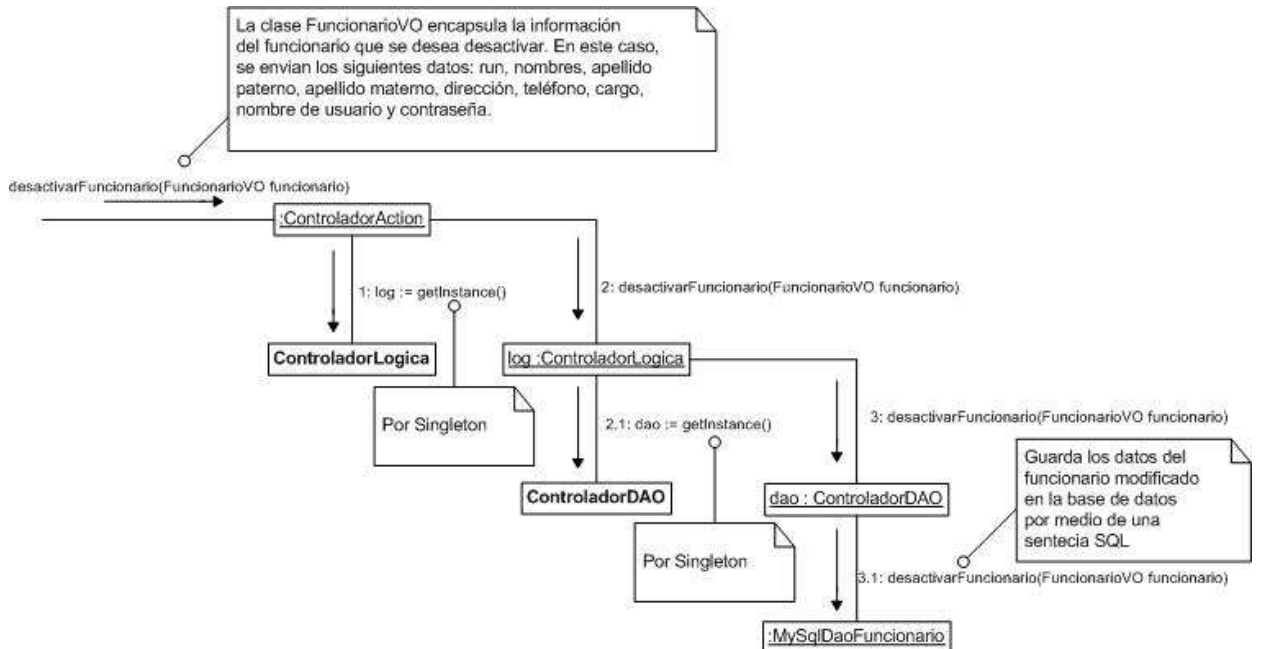 La clase FuncionarioVO encapsula la información
del funcionario que se desea desactivar. En este caso,
se envian los siguientes datos: run, nombres, apellido
paterno, apellido materno, dirección, teléfono, cargo,
nombre de usuario y contraseña.
desactivarFuncionario(FuncionarioVO funcionario)
:ControladorAction
1: log := getInstance()
2: desactivarFuncionario(FuncionarioVO funcionario)
ControladorLogica
log :ControladorLogica
Por Singleton
2.1: dao := getInstance()
3: desactivarFuncionario(FuncionarioVO funcionario)
Guarda los datos del
funcionario modificado
en la base de datos
por medio de una
sentecia SQL
ControladorDAO
dao : ControladorDAO
Por Singleton
3.1: desactivarFuncionario(FuncionarioVO funcionario)
:MySqlDaoFuncionario